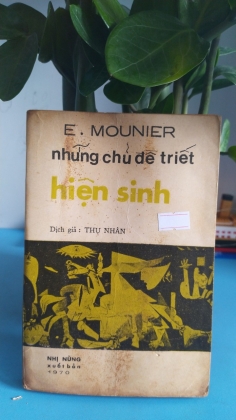 E. MOUNIER
những chủ đề triết
hiện sinh
Dịch giả : THỤ NHÂN
NHỊ NÙNG
xuất bản
1970